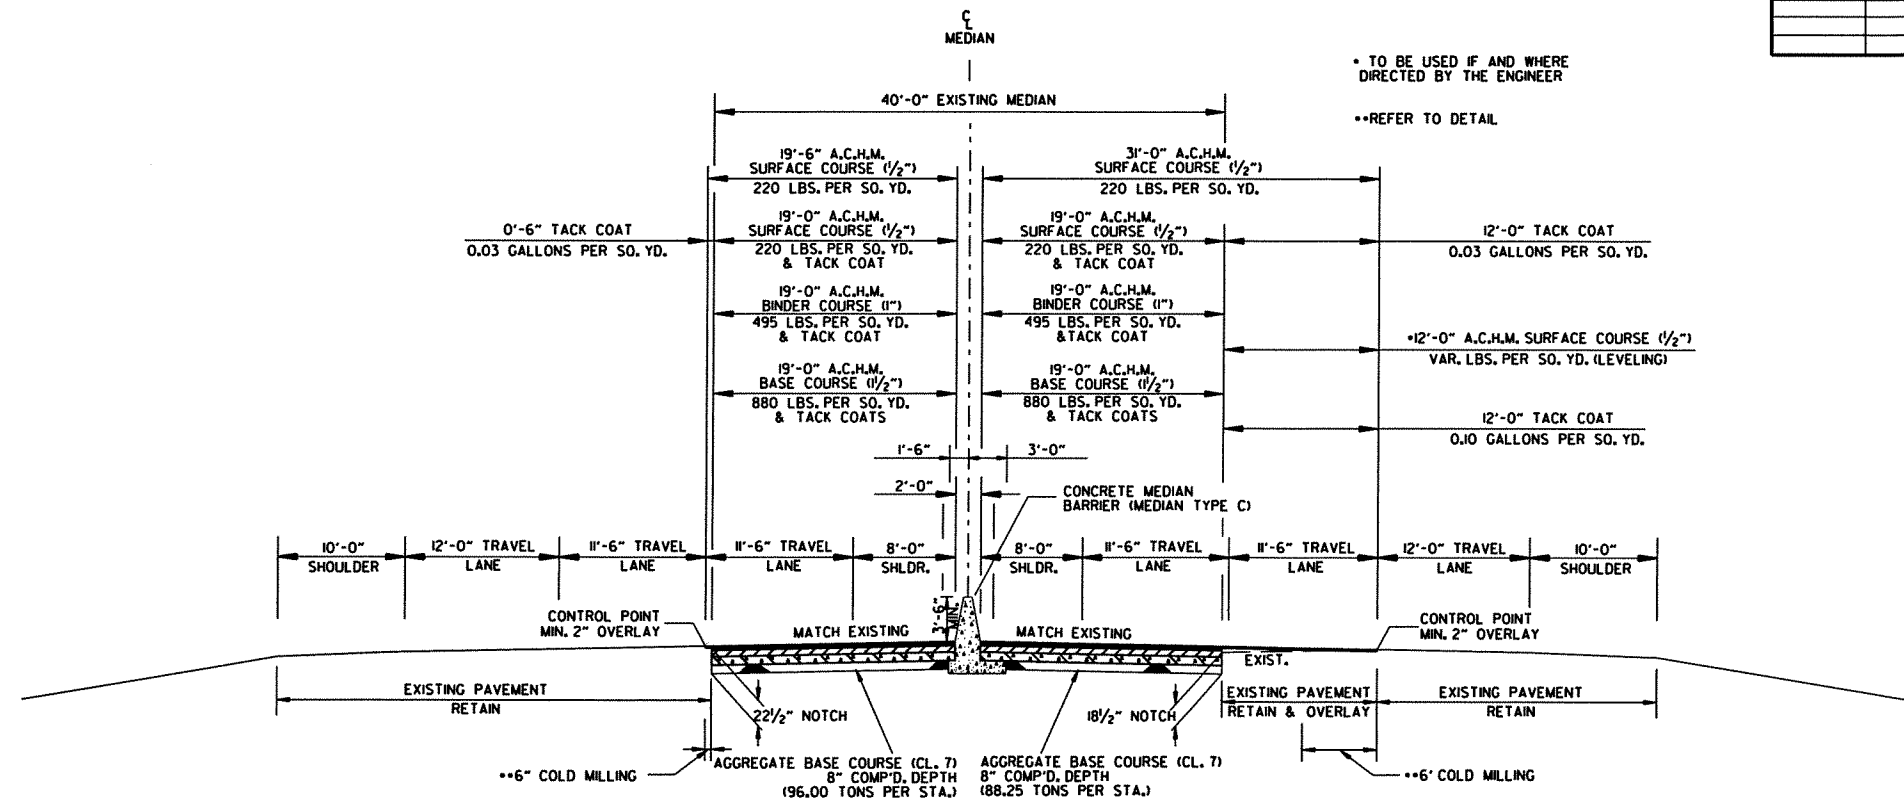 ℄
MEDIAN
• TO BE USED IF AND WHERE
DIRECTED BY THE ENGINEER
••REFER TO DETAIL
40'-0" EXISTING MEDIAN
19'-6" A.C.H.M.
SURFACE COURSE (1/2")
220 LBS. PER SQ. YD.
31'-0" A.C.H.M.
SURFACE COURSE (1/2")
220 LBS. PER SQ. YD.
0'-6" TACK COAT
0.03 GALLONS PER SQ. YD.
19'-0" A.C.H.M.
SURFACE COURSE (1/2")
220 LBS. PER SQ. YD.
& TACK COAT
19'-0" A.C.H.M.
SURFACE COURSE (1/2")
220 LBS. PER SQ. YD.
& TACK COAT
12'-0" TACK COAT
0.03 GALLONS PER SQ. YD.
19'-0" A.C.H.M.
BINDER COURSE (1")
495 LBS. PER SQ. YD.
& TACK COAT
19'-0" A.C.H.M.
BINDER COURSE (1")
495 LBS. PER SQ. YD.
&TACK COAT
•12'-0" A.C.H.M. SURFACE COURSE (1/2")
VAR. LBS. PER SQ. YD. (LEVELING)
19'-0" A.C.H.M.
BASE COURSE (1 1/2")
880 LBS. PER SQ. YD.
& TACK COATS
19'-0" A.C.H.M.
BASE COURSE (1 1/2")
880 LBS. PER SQ. YD.
& TACK COATS
12'-0" TACK COAT
0.10 GALLONS PER SQ. YD.
1'-6"
3'-0"
2'-0"
CONCRETE MEDIAN
BARRIER (MEDIAN TYPE C)
10'-0"
SHOULDER
12'-0" TRAVEL
LANE
11'-6" TRAVEL
LANE
11'-6" TRAVEL
LANE
8'-0"
SHLDR.
8'-0"
SHLDR.
11'-6" TRAVEL
LANE
11'-6" TRAVEL
LANE
12'-0" TRAVEL
LANE
10'-0"
SHOULDER
3'-6"
MIN.
CONTROL POINT
MIN. 2" OVERLAY
MATCH EXISTING
MATCH EXISTING
CONTROL POINT
MIN. 2" OVERLAY
EXIST.
EXISTING PAVEMENT
RETAIN
22 1/2" NOTCH
18 1/2" NOTCH
EXISTING PAVEMENT
RETAIN & OVERLAY
EXISTING PAVEMENT
RETAIN
••6" COLD MILLING
AGGREGATE BASE COURSE (CL. 7)
8" COMP'D. DEPTH
(96.00 TONS PER STA.)
AGGREGATE BASE COURSE (CL. 7)
8" COMP'D. DEPTH
(88.25 TONS PER STA.)
••6' COLD MILLING